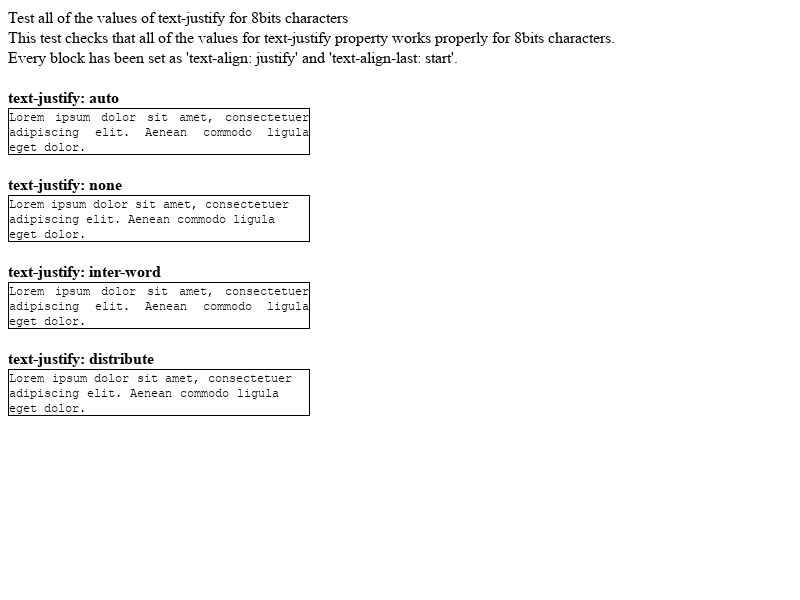 Test all of the values of text-justify for 8bits characters
This test checks that all of the values for text-justify property works properly for 8bits characters.
Every block has been set as 'text-align: justify' and 'text-align-last: start'.
text-justify: auto
Lorem ipsum dolor sit amet, consectetuer
adipiscing elit. Aenean commodo ligula
eget dolor.
text-justify: none
Lorem ipsum dolor sit amet, consectetuer
adipiscing elit. Aenean commodo ligula
eget dolor.
text-justify: inter-word
Lorem ipsum dolor sit amet, consectetuer
adipiscing elit. Aenean commodo ligula
eget dolor.
text-justify: distribute
Lorem ipsum dolor sit amet, consectetuer
adipiscing elit. Aenean commodo ligula
eget dolor.